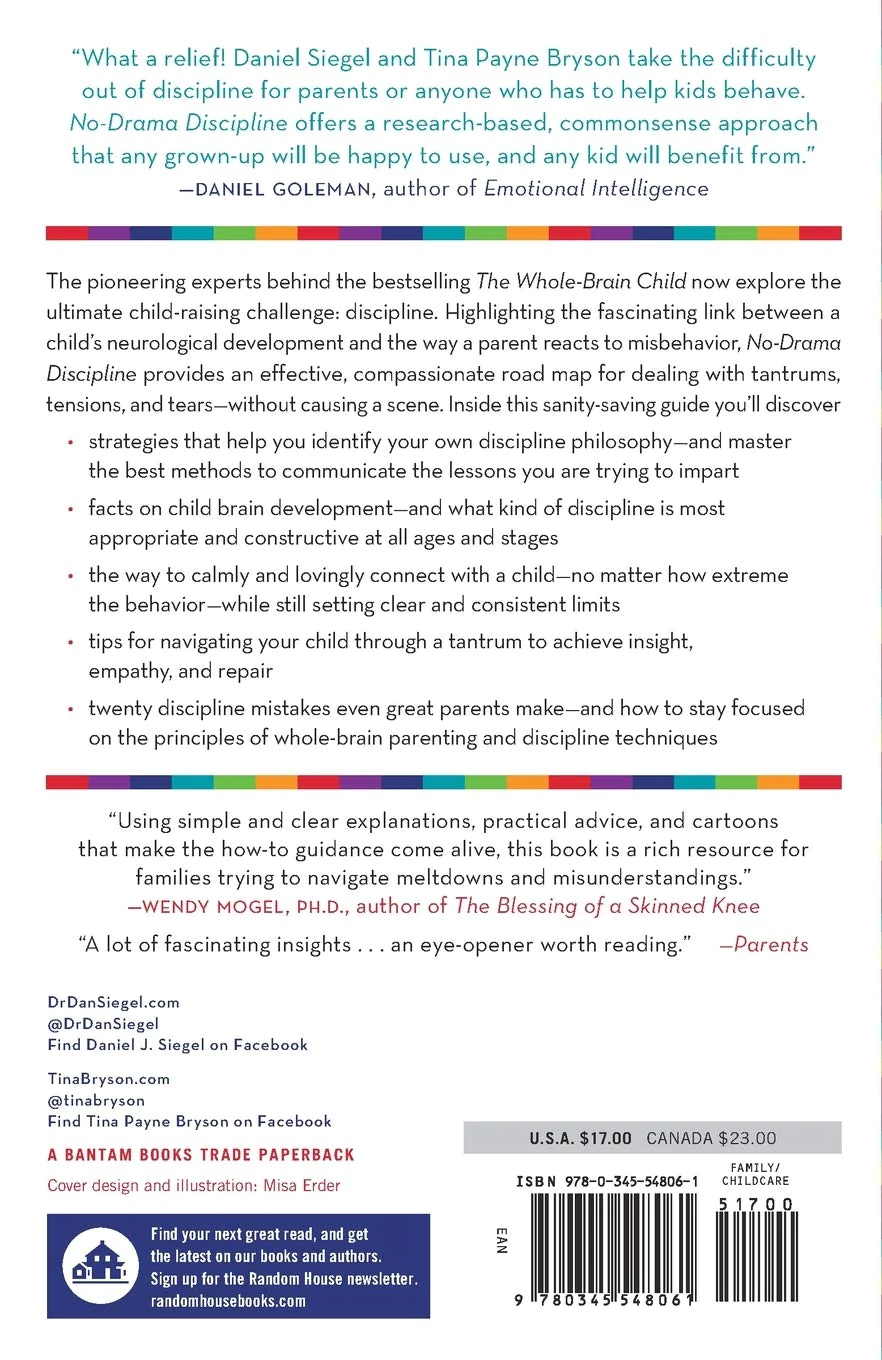 “What a relief! Daniel Siegel and Tina Payne Bryson take the difficulty
out of discipline for parents or anyone who has to help kids behave.
No-Drama Discipline offers a research-based, commonsense approach
that any grown-up will be happy to use, and any kid will benefit from.”
—DANIEL GOLEMAN, author of Emotional Intelligence
The pioneering experts behind the bestselling The Whole-Brain Child now explore the
ultimate child-raising challenge: discipline. Highlighting the fascinating link between a
child’s neurological development and the way a parent reacts to misbehavior, No-Drama
Discipline provides an effective, compassionate road map for dealing with tantrums,
tensions, and tears—without causing a scene. Inside this sanity-saving guide you’ll discover
• strategies that help you identify your own discipline philosophy—and master
the best methods to communicate the lessons you are trying to impart
• facts on child brain development—and what kind of discipline is most
appropriate and constructive at all ages and stages
• the way to calmly and lovingly connect with a child—no matter how extreme
the behavior—while still setting clear and consistent limits
• tips for navigating your child through a tantrum to achieve insight,
empathy, and repair
• twenty discipline mistakes even great parents make—and how to stay focused
on the principles of whole-brain parenting and discipline techniques
“Using simple and clear explanations, practical advice, and cartoons
that make the how-to guidance come alive, this book is a rich resource for
families trying to navigate meltdowns and misunderstandings.”
—WENDY MOGEL, PH.D., author of The Blessing of a Skinned Knee
“A lot of fascinating insights . . . an eye-opener worth reading.” —Parents
DrDanSiegel.com
@DrDanSiegel
Find Daniel J. Siegel on Facebook
TinaBryson.com
@tinabryson
Find Tina Payne Bryson on Facebook
A BANTAM BOOKS TRADE PAPERBACK
Cover design and illustration: Misa Erder
Find your next great read, and get
the latest on our books and authors.
Sign up for the Random House newsletter.
randomhousebooks.com
U.S.A. $17.00 CANADA $23.00
FAMILY/
CHILDCARE
ISBN 978-0-345-54806-1
51700
EAN
9 780345 548061